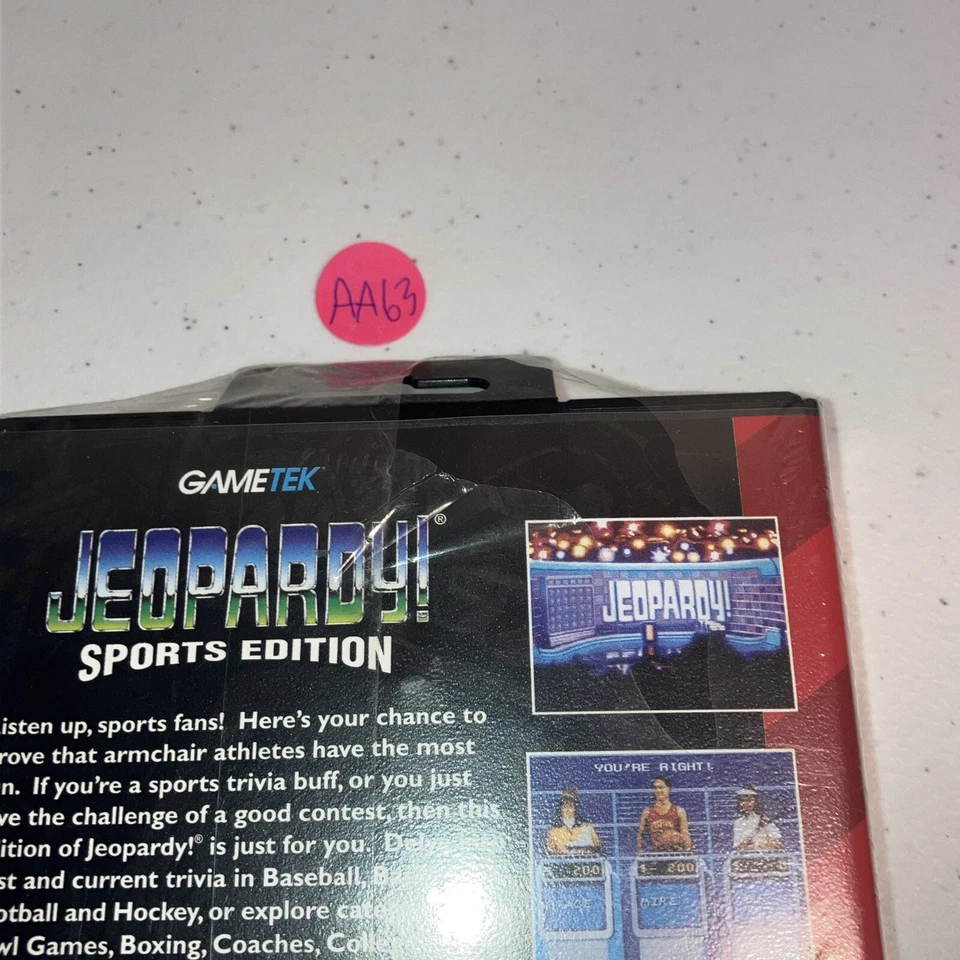 AA63
GAMETEK
JEOPARDY!®
SPORTS EDITION
JEOPARDY!
isten up, sports fans! Here's your chance to
rove that armchair athletes have the most
n. If you're a sports trivia buff, or you just
ve the challenge of a good contest, then this
ition of Jeopardy!® is just for you.
st and current trivia in Baseball,
otball and Hockey, or explore
wl Games, Boxing, Coaches,
YOU'RE RIGHT!
200 $ 200
MIKE